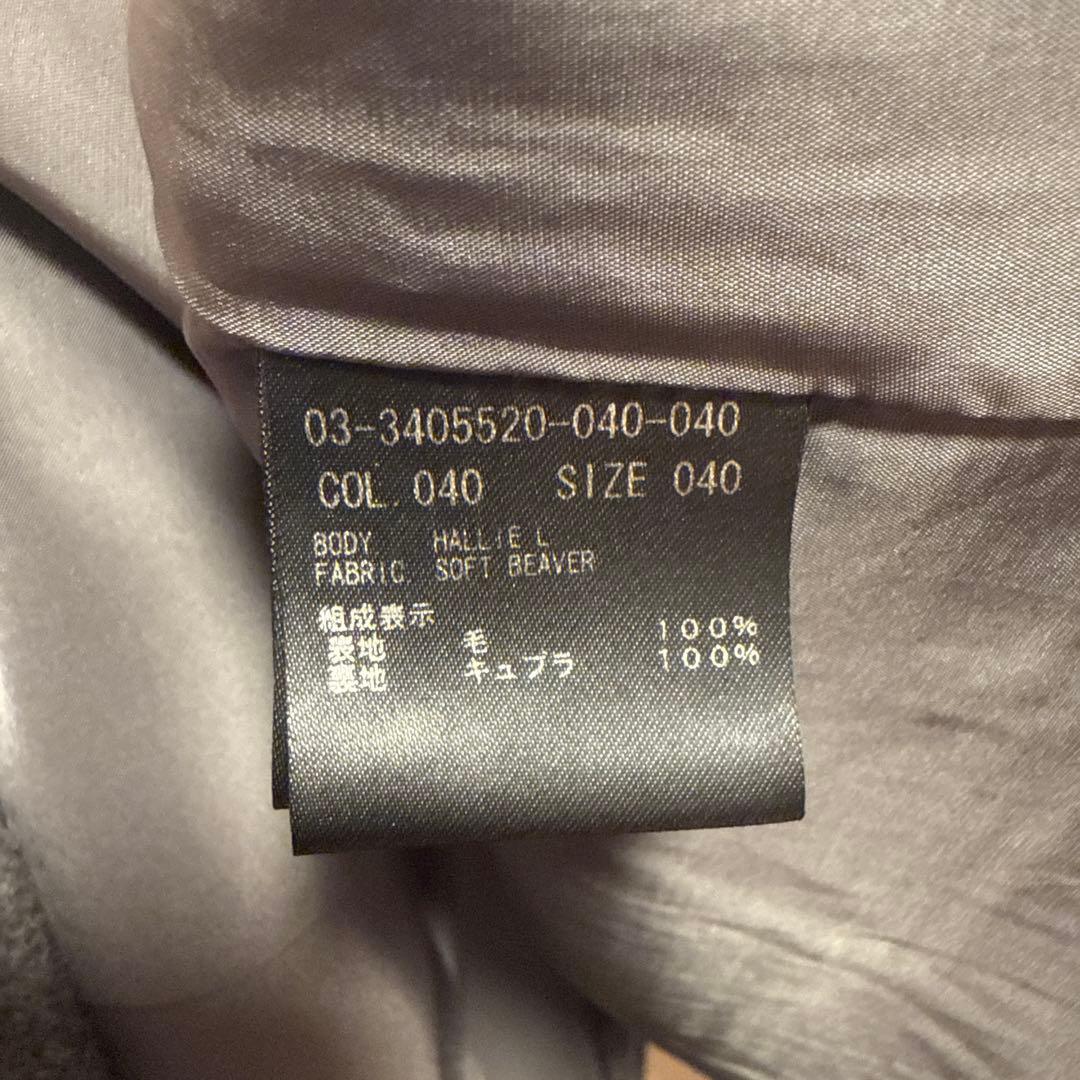 03-3405520-040-040
COL. 040 SIZE 040
BODY HALLIE L
FABRIC SOFT BEAVER
組成表示
表地 毛 100%
裏地 キュプラ 100%